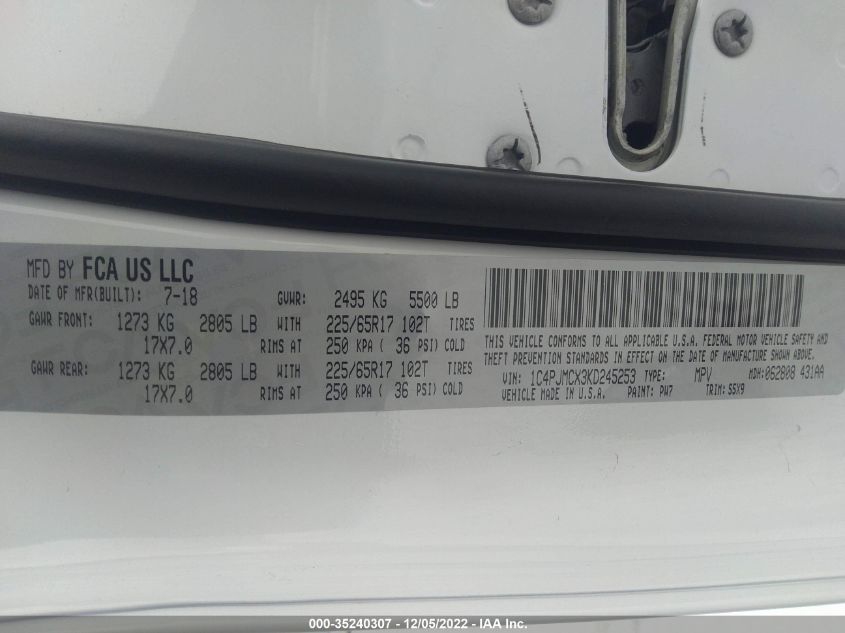 MFD BY FCA US LLC
DATE OF MFR(BUILT): 7-18 GVWR: 2495 KG 5500 LB
GAWR FRONT: 1273 KG 2805 LB WITH 225/65R17 102T TIRES
17X7.0 RIMS AT 250 KPA ( 36 PSI) COLD
GAWR REAR: 1273 KG 2805 LB WITH 225/65R17 102T TIRES
17X7.0 RIMS AT 250 KPA ( 36 PSI) COLD
THIS VEHICLE CONFORMS TO ALL APPLICABLE U.S.A. FEDERAL MOTOR VEHICLE SAFETY AND
THEFT PREVENTION STANDARDS IN EFFECT ON THE DATE OF MANUFACTURE SHOWN ABOVE.
VIN: 1C4PJMCX3KD245253 TYPE: MPV MDH: 062808 431AA
VEHICLE MADE IN U.S.A. PAINT: PW7 TRIM: S5X9
000-35240307 - 12/05/2022 - IAA Inc.